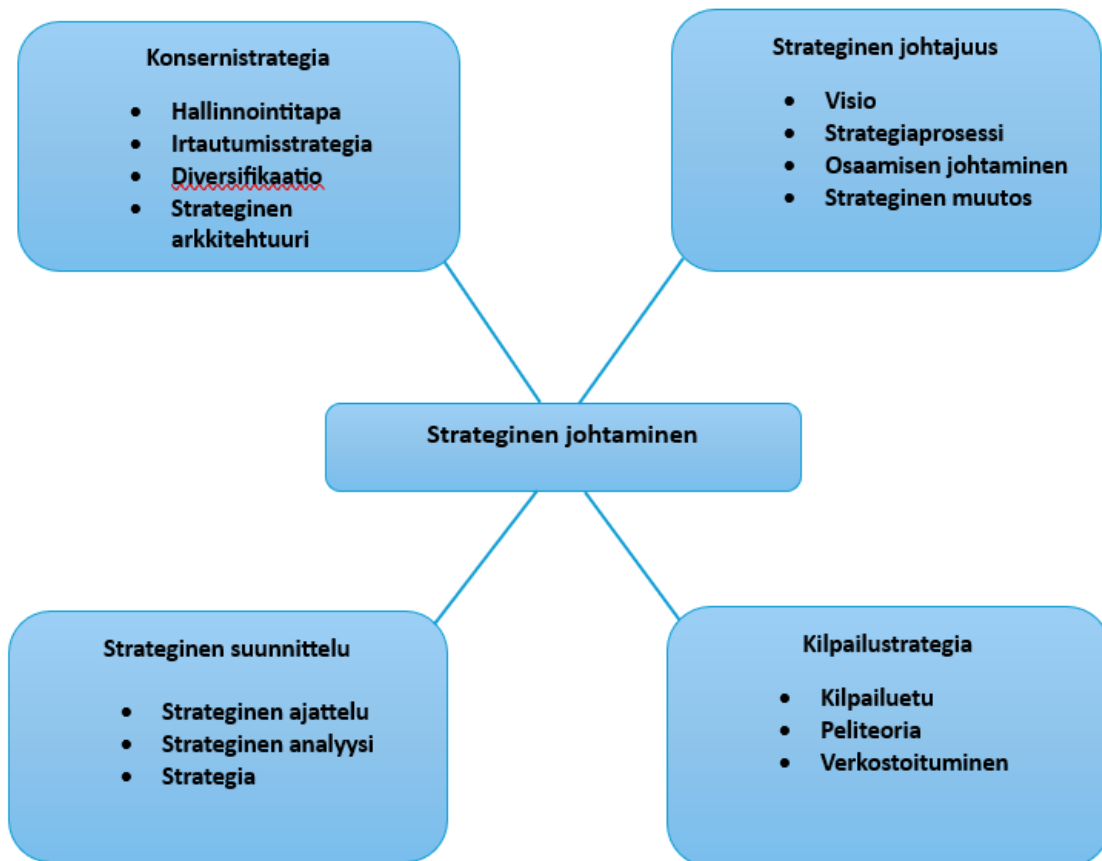 Konsernistrategia
• Hallinnointitapa
• Irtautumisstrategia
• Diversifikaatio
• Strateginen
arkkitehtuuri
Strateginen johtajuus
• Visio
• Strategiaprosessi
• Osaamisen johtaminen
• Strateginen muutos
Strateginen johtaminen
Strateginen suunnittelu
• Strateginen ajattelu
• Strateginen analyysi
• Strategia
Kilpailustrategia
• Kilpailuetu
• Peliteoria
• Verkostoituminen